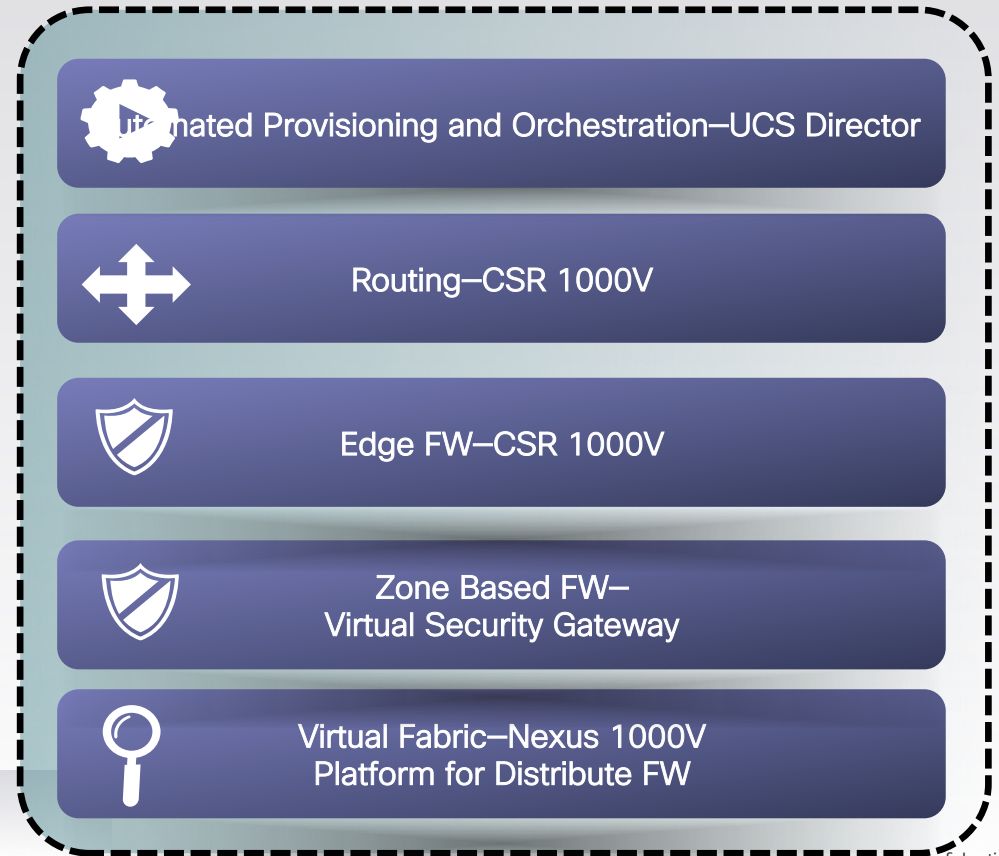 Automated Provisioning and Orchestration–UCS Director
Routing–CSR 1000V
Edge FW–CSR 1000V
Zone Based FW–
Virtual Security Gateway
Virtual Fabric–Nexus 1000V
Platform for Distribute FW